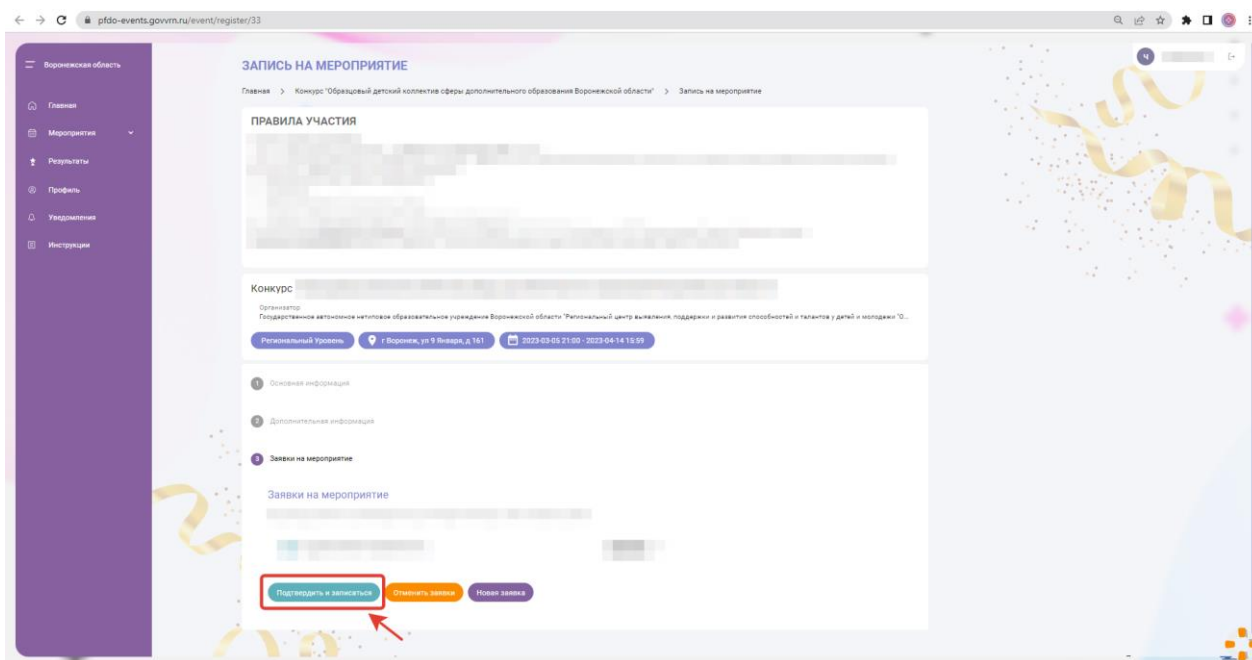 pfdo-events.govvrn.ru/event/register/33
Воронежская область
Ч
Главная
Мероприятия
Результаты
Профиль
Уведомления
Инструкции
ЗАПИСЬ НА МЕРОПРИЯТИЕ
Главная > Конкурс "Образцовый детский коллектив сферы дополнительного образования Воронежской области" > Запись на мероприятие
ПРАВИЛА УЧАСТИЯ
Конкурс
Организатор
Государственное автономное нетиповое образовательное учреждение Воронежской области "Региональный центр выявления, поддержки и развития способностей и талантов у детей и молодежи "О...
Региональный Уровень г Воронеж, ул 9 Января, д 161 2023-03-05 21:00 - 2023-04-14 15:59
1 Основная информация
2 Дополнительная информация
3 Заявки на мероприятие
Заявки на мероприятие
Подтвердить и записаться Отменить заявки Новая заявка